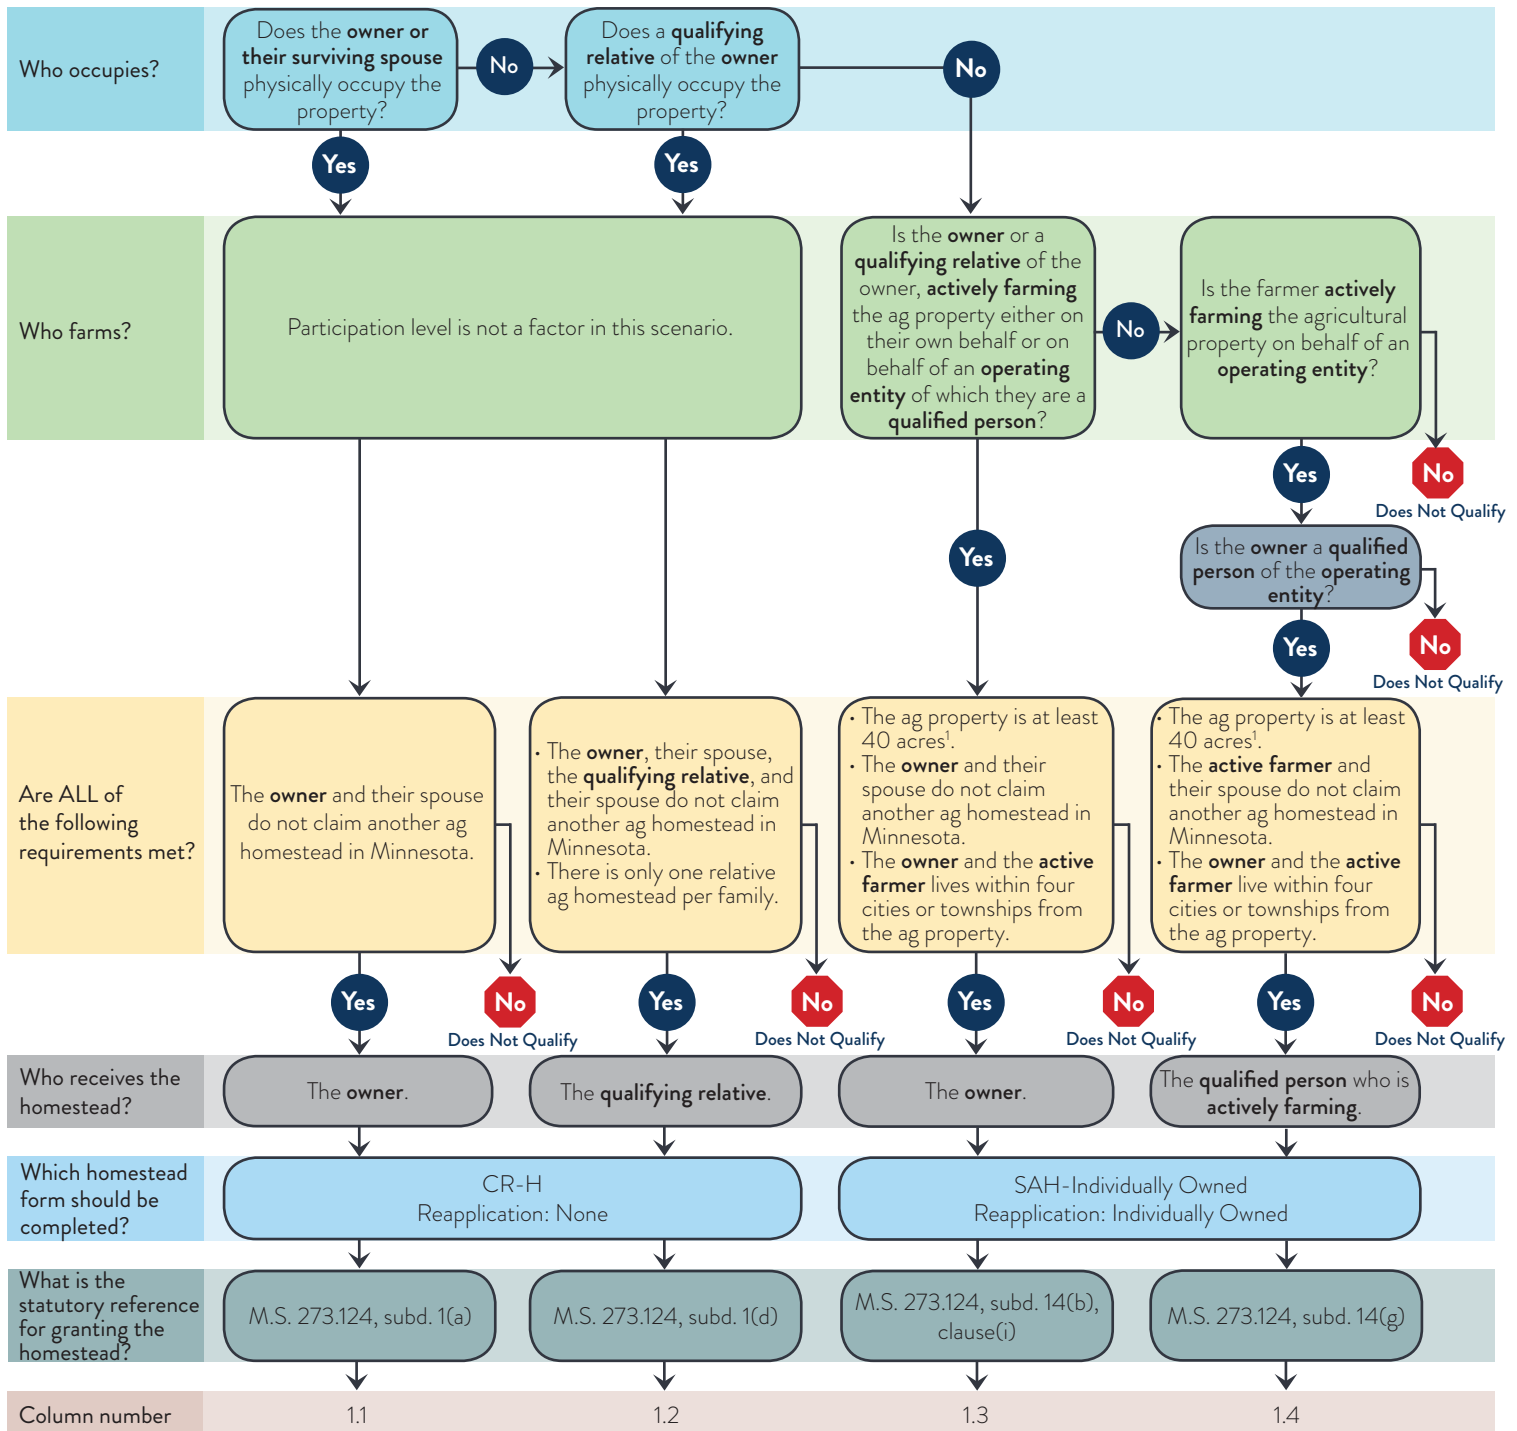 Who occupies?
Does the owner or
their surviving spouse
physically occupy the
property?
No
Does a qualifying
relative of the owner
physically occupy the
property?
No
Yes
Yes
Who farms?
Participation level is not a factor in this scenario.
Is the owner or a
qualifying relative of the
owner, actively farming
the ag property either on
their own behalf or on
behalf of an operating
entity of which they are a
qualified person?
No
Is the farmer actively
farming the agricultural
property on behalf of an
operating entity?
Yes
No
Does Not Qualify
Yes
Is the owner a qualified
person of the operating
entity?
Yes
No
Does Not Qualify
Are ALL of
the following
requirements met?
The owner and their spouse
do not claim another ag
homestead in Minnesota.
• The owner, their spouse,
the qualifying relative, and
their spouse do not claim
another ag homestead in
Minnesota.
• There is only one relative
ag homestead per family.
• The ag property is at least
40 acres¹.
• The owner and their
spouse do not claim
another ag homestead in
Minnesota.
• The owner and the active
farmer lives within four
cities or townships from
the ag property.
• The ag property is at least
40 acres¹.
• The active farmer and
their spouse do not claim
another ag homestead in
Minnesota.
• The owner and the active
farmer live within four
cities or townships from
the ag property.
Yes
No
Does Not Qualify
Yes
No
Does Not Qualify
Yes
No
Does Not Qualify
Yes
No
Does Not Qualify
Who receives the
homestead?
The owner.
The qualifying relative.
The owner.
The qualified person who is
actively farming.
Which homestead
form should be
completed?
CR-H
Reapplication: None
SAH-Individually Owned
Reapplication: Individually Owned
What is the
statutory reference
for granting the
homestead?
M.S. 273.124, subd. 1(a)
M.S. 273.124, subd. 1(d)
M.S. 273.124, subd. 14(b),
clause(i)
M.S. 273.124, subd. 14(g)
Column number
1.1
1.2
1.3
1.4